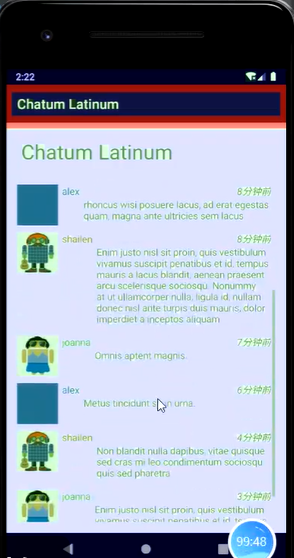 2:22
Chatum Latinum
Chatum Latinum
alex
8分钟前
rhoncus wisi posuere lacus, ad erat egestas
quam, magna ante ultricies sem lacus
shailen
8分钟前
Enim justo nisl sit proin, quis vestibulum
vivamus suscipit penatibus et id, tempus
mauris a lacus blandit, aenean praesent
arcu scelerisque sociosqu. Nonummy
at ut ullamcorper nulla, ligula id, nullam
donec nisl ante turpis duis mauris, dolor
imperdiet a inceptos aliquam
joanna
7分钟前
Omnis aptent magnis.
alex
6分钟前
Metus tincidunt urna.
shailen
4分钟前
Non blandit nulla dapibus, vitae quisque
sed cras mi leo condimentum sociosqu
quis sed pharetra
joanna
3分钟前
Enim justo nisl sit proin, quis vestibulum
vivamus suscipit penatibus et id, tempus
99:48